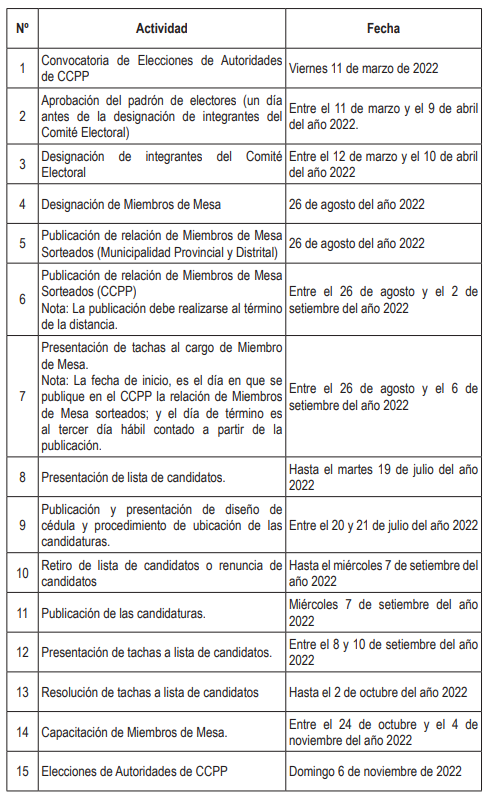 Nº Actividad Fecha
1 Convocatoria de Elecciones de Autoridades de CCPP Viernes 11 de marzo de 2022
2 Aprobación del padrón de electores (un día antes de la designación de integrantes del Comité Electoral) Entre el 11 de marzo y el 9 de abril del año 2022.
3 Designación de integrantes del Comité Electoral Entre el 12 de marzo y el 10 de abril del año 2022
4 Designación de Miembros de Mesa 26 de agosto del año 2022
5 Publicación de relación de Miembros de Mesa Sorteados (Municipalidad Provincial y Distrital) 26 de agosto del año 2022
6 Publicación de relación de Miembros de Mesa Sorteados (CCPP)
Nota: La publicación debe realizarse al término de la distancia. Entre el 26 de agosto y el 2 de setiembre del año 2022
7 Presentación de tachas al cargo de Miembro de Mesa.
Nota: La fecha de inicio, es el día en que se publique en el CCPP la relación de Miembros de Mesa sorteados; y el día de término es al tercer día hábil contado a partir de la publicación. Entre el 26 de agosto y el 6 de setiembre del año 2022
8 Presentación de lista de candidatos. Hasta el martes 19 de julio del año 2022
9 Publicación y presentación de diseño de cédula y procedimiento de ubicación de las candidaturas. Entre el 20 y 21 de julio del año 2022
10 Retiro de lista de candidatos o renuncia de candidatos Hasta el miércoles 7 de setiembre del año 2022
11 Publicación de las candidaturas. Miércoles 7 de setiembre del año 2022
12 Presentación de tachas a lista de candidatos. Entre el 8 y 10 de setiembre del año 2022
13 Resolución de tachas a lista de candidatos Hasta el 2 de octubre del año 2022
14 Capacitación de Miembros de Mesa. Entre el 24 de octubre y el 4 de noviembre del año 2022
15 Elecciones de Autoridades de CCPP Domingo 6 de noviembre de 2022